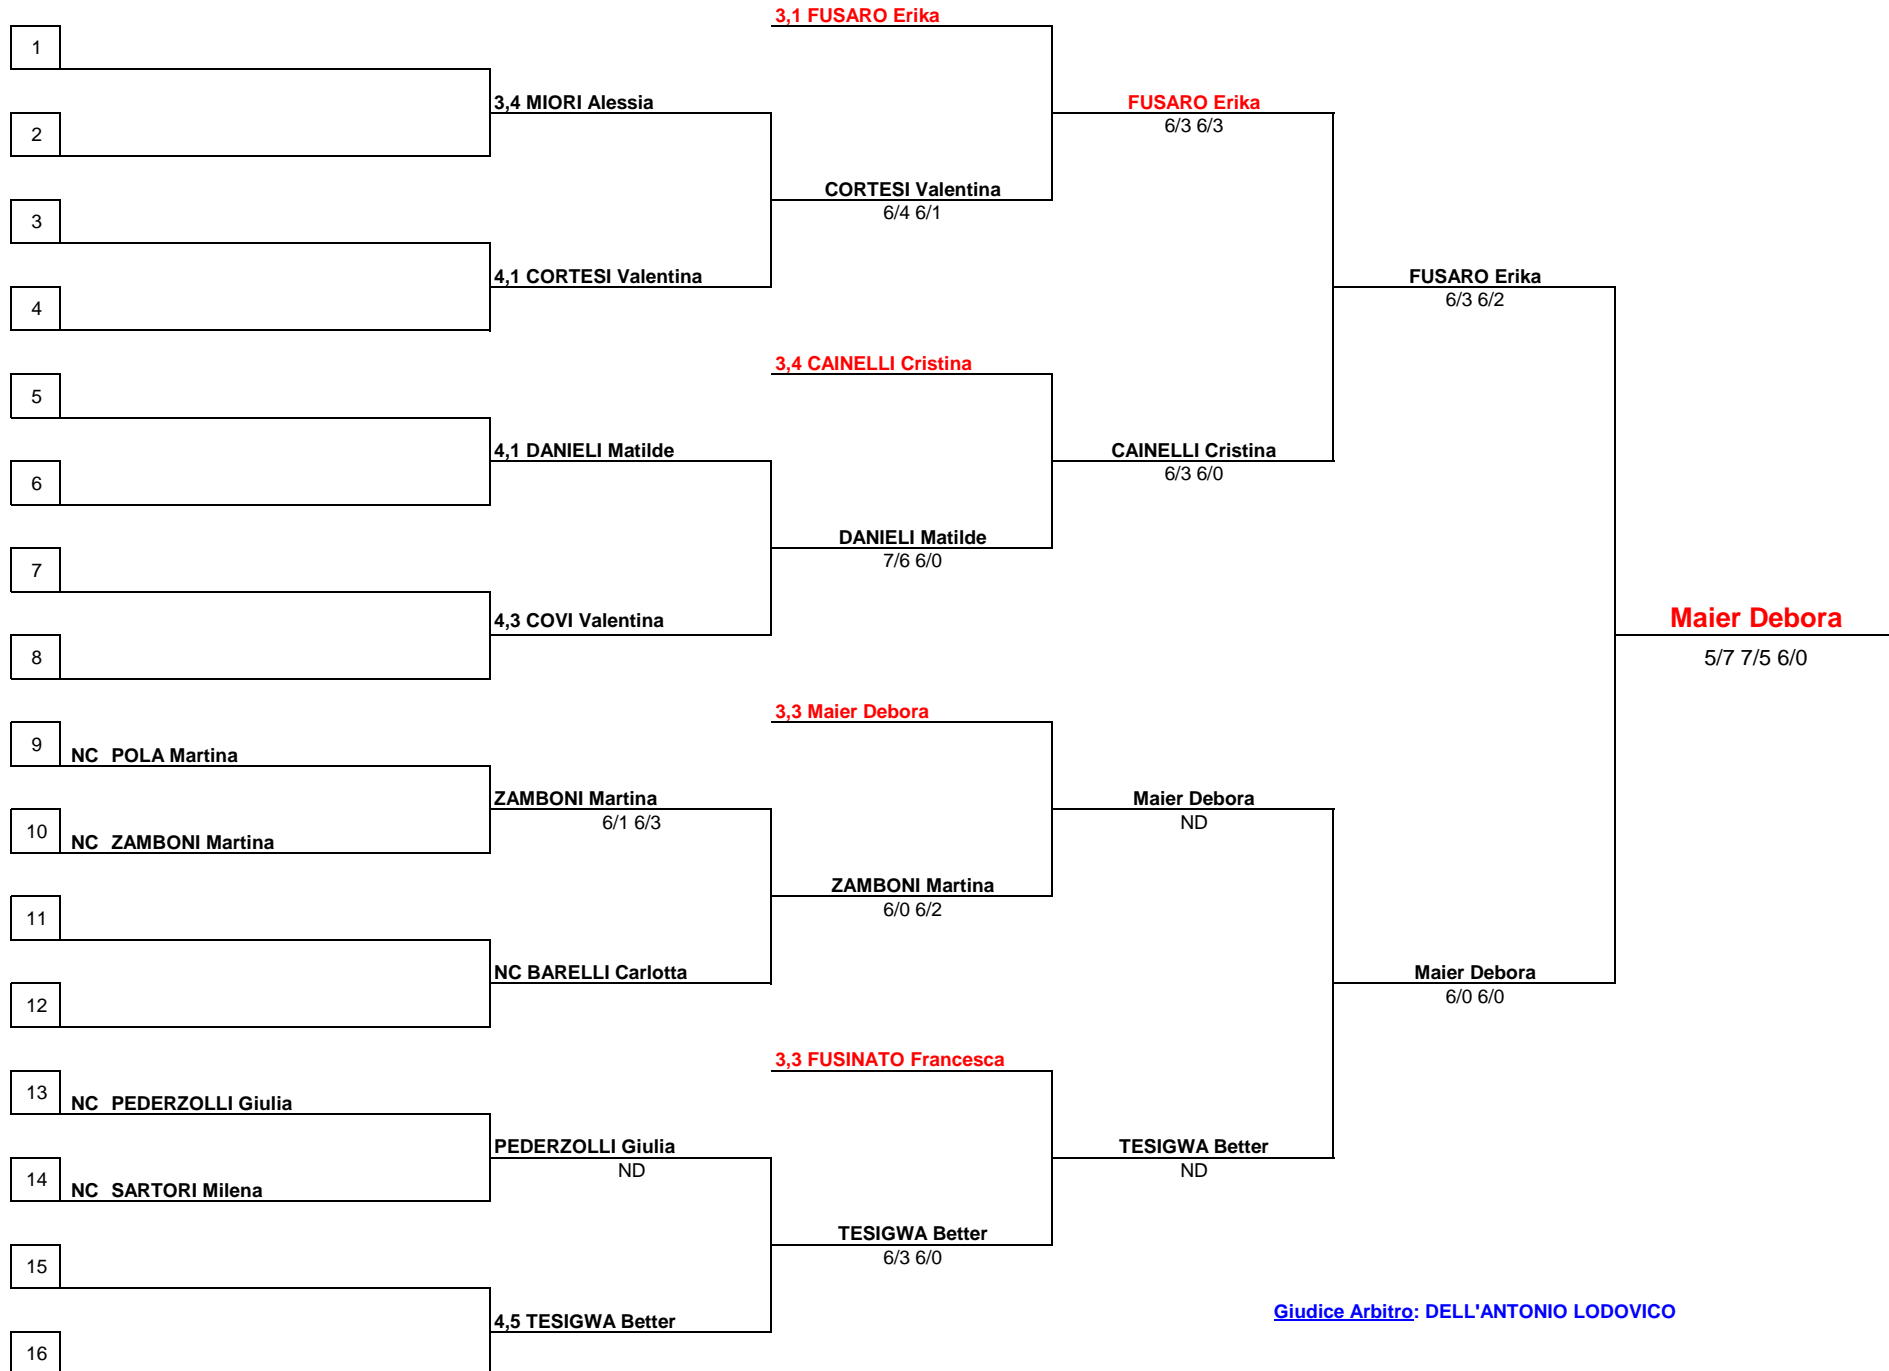 3,1 FUSARO Erika
1
3,4 MIORI Alessia
FUSARO Erika
2
6/3 6/3
CORTESI Valentina
3
6/4 6/1
4,1 CORTESI Valentina
FUSARO Erika
4
6/3 6/2
3,4 CAINELLI Cristina
5
4,1 DANIELI Matilde
CAINELLI Cristina
6
6/3 6/0
DANIELI Matilde
7
7/6 6/0
4,3 COVI Valentina
Maier Debora
8
5/7 7/5 6/0
3,3 Maier Debora
9
NC POLA Martina
ZAMBONI Martina
Maier Debora
10
6/1 6/3
ND
NC ZAMBONI Martina
ZAMBONI Martina
11
6/0 6/2
NC BARELLI Carlotta
Maier Debora
12
6/0 6/0
3,3 FUSINATO Francesca
13
NC PEDERZOLLI Giulia
PEDERZOLLI Giulia
TESIGWA Better
14
ND
ND
NC SARTORI Milena
TESIGWA Better
15
6/3 6/0
4,5 TESIGWA Better
Giudice Arbitro: DELL'ANTONIO LODOVICO
16